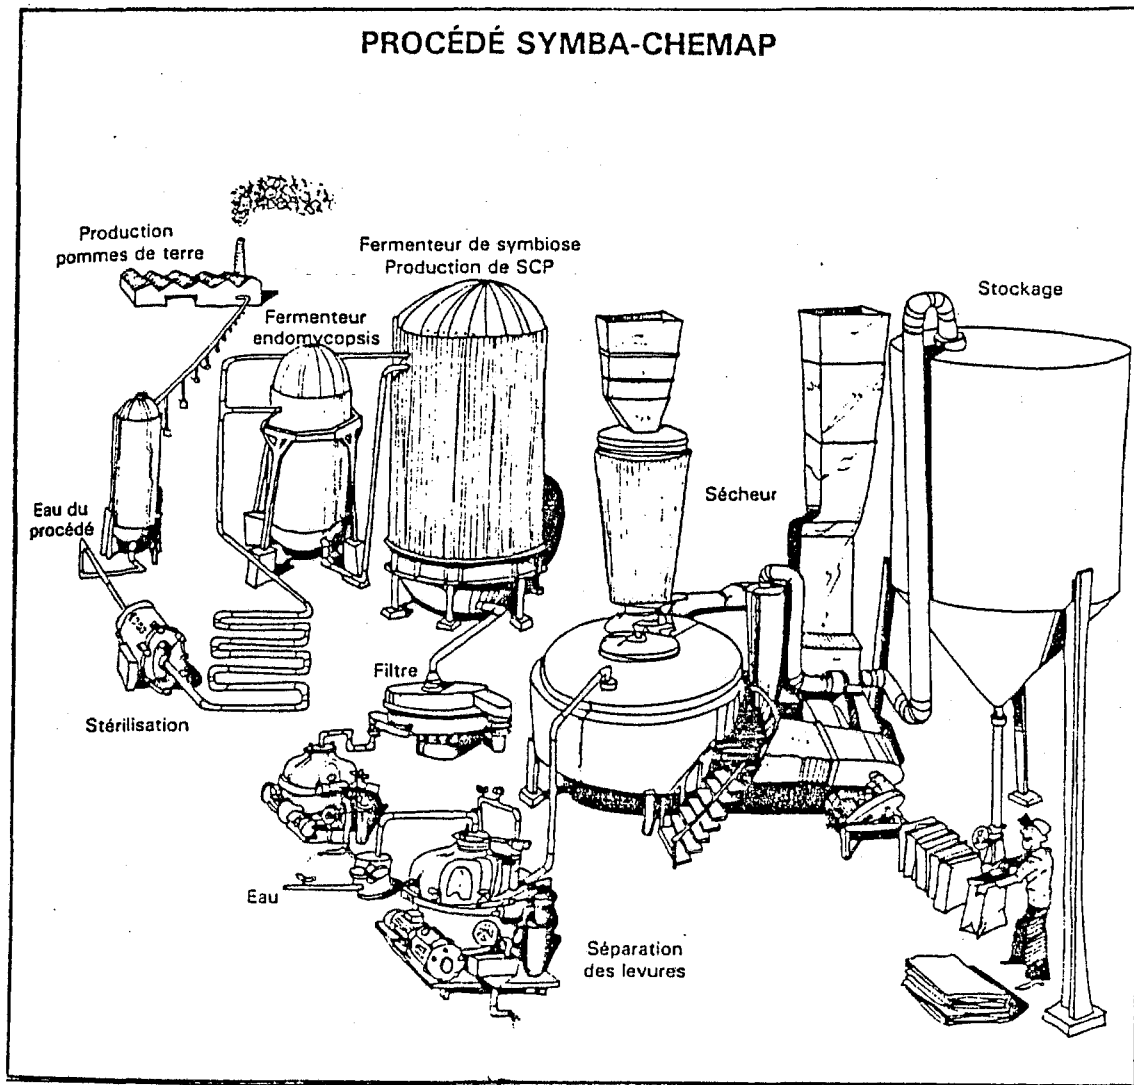 PROCÉDÉ SYMBA-CHEMAP
Production
pommes de terre
Fermenteur de symbiose
Production de SCP
Stockage
Fermenteur
endomycopsis
Sécheur
Eau du
procédé
Filtre
Stérilisation
Eau
Séparation
des levures